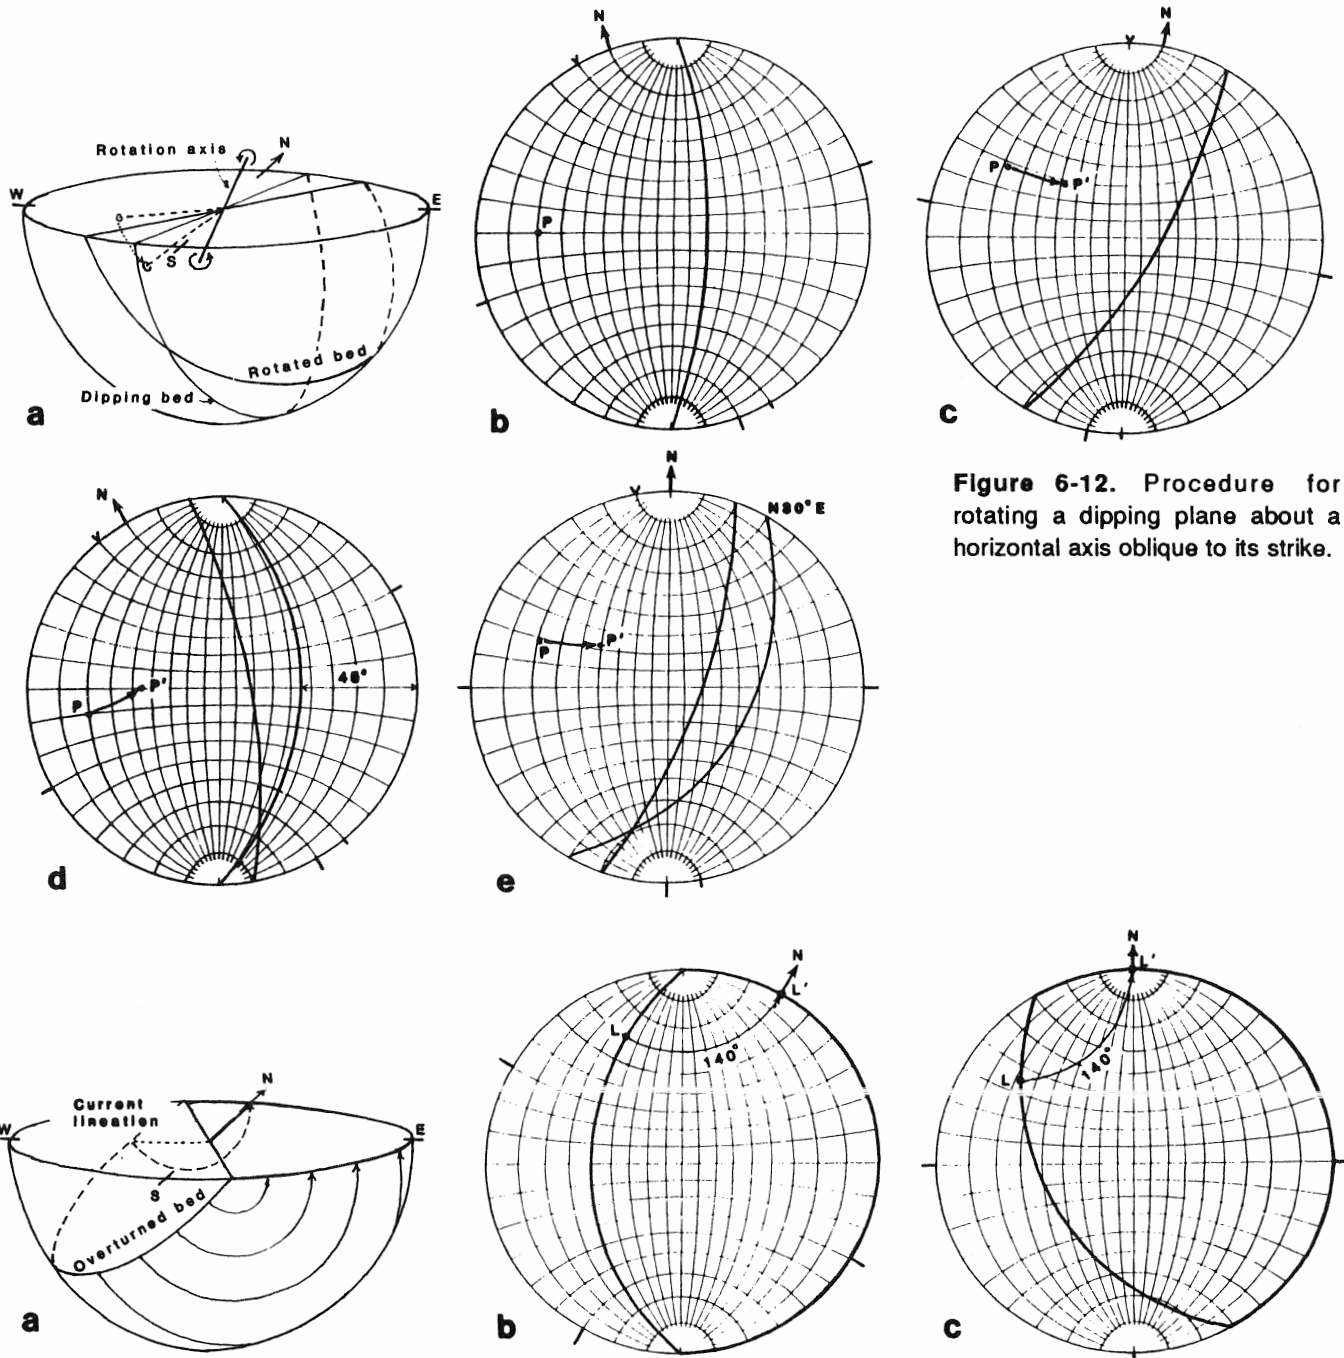 Rotation axis
N
W
E
S
Rotated bed
Dipping bed
a
N
Y
P
b
N
Y
P
P'
c
N
Y
P
P'
45°
d
N
Y
N30°E
P
P'
e
Figure 6-12. Procedure for
rotating a dipping plane about a
horizontal axis oblique to its strike.
Current
lineation
N
W
E
S
Overturned bed
a
N
L'
L
140°
b
N
L'
L
140°
c